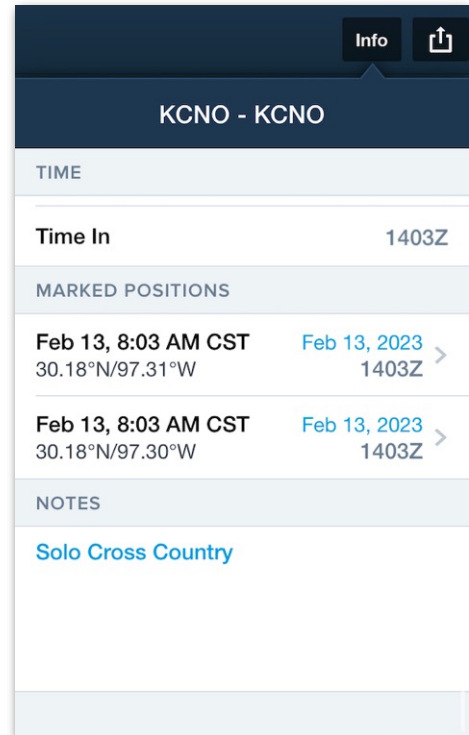 Info
KCNO - KCNO
TIME
Time In 1403Z
MARKED POSITIONS
Feb 13, 8:03 AM CST Feb 13, 2023
30.18°N/97.31°W 1403Z
Feb 13, 8:03 AM CST Feb 13, 2023
30.18°N/97.30°W 1403Z
NOTES
Solo Cross Country